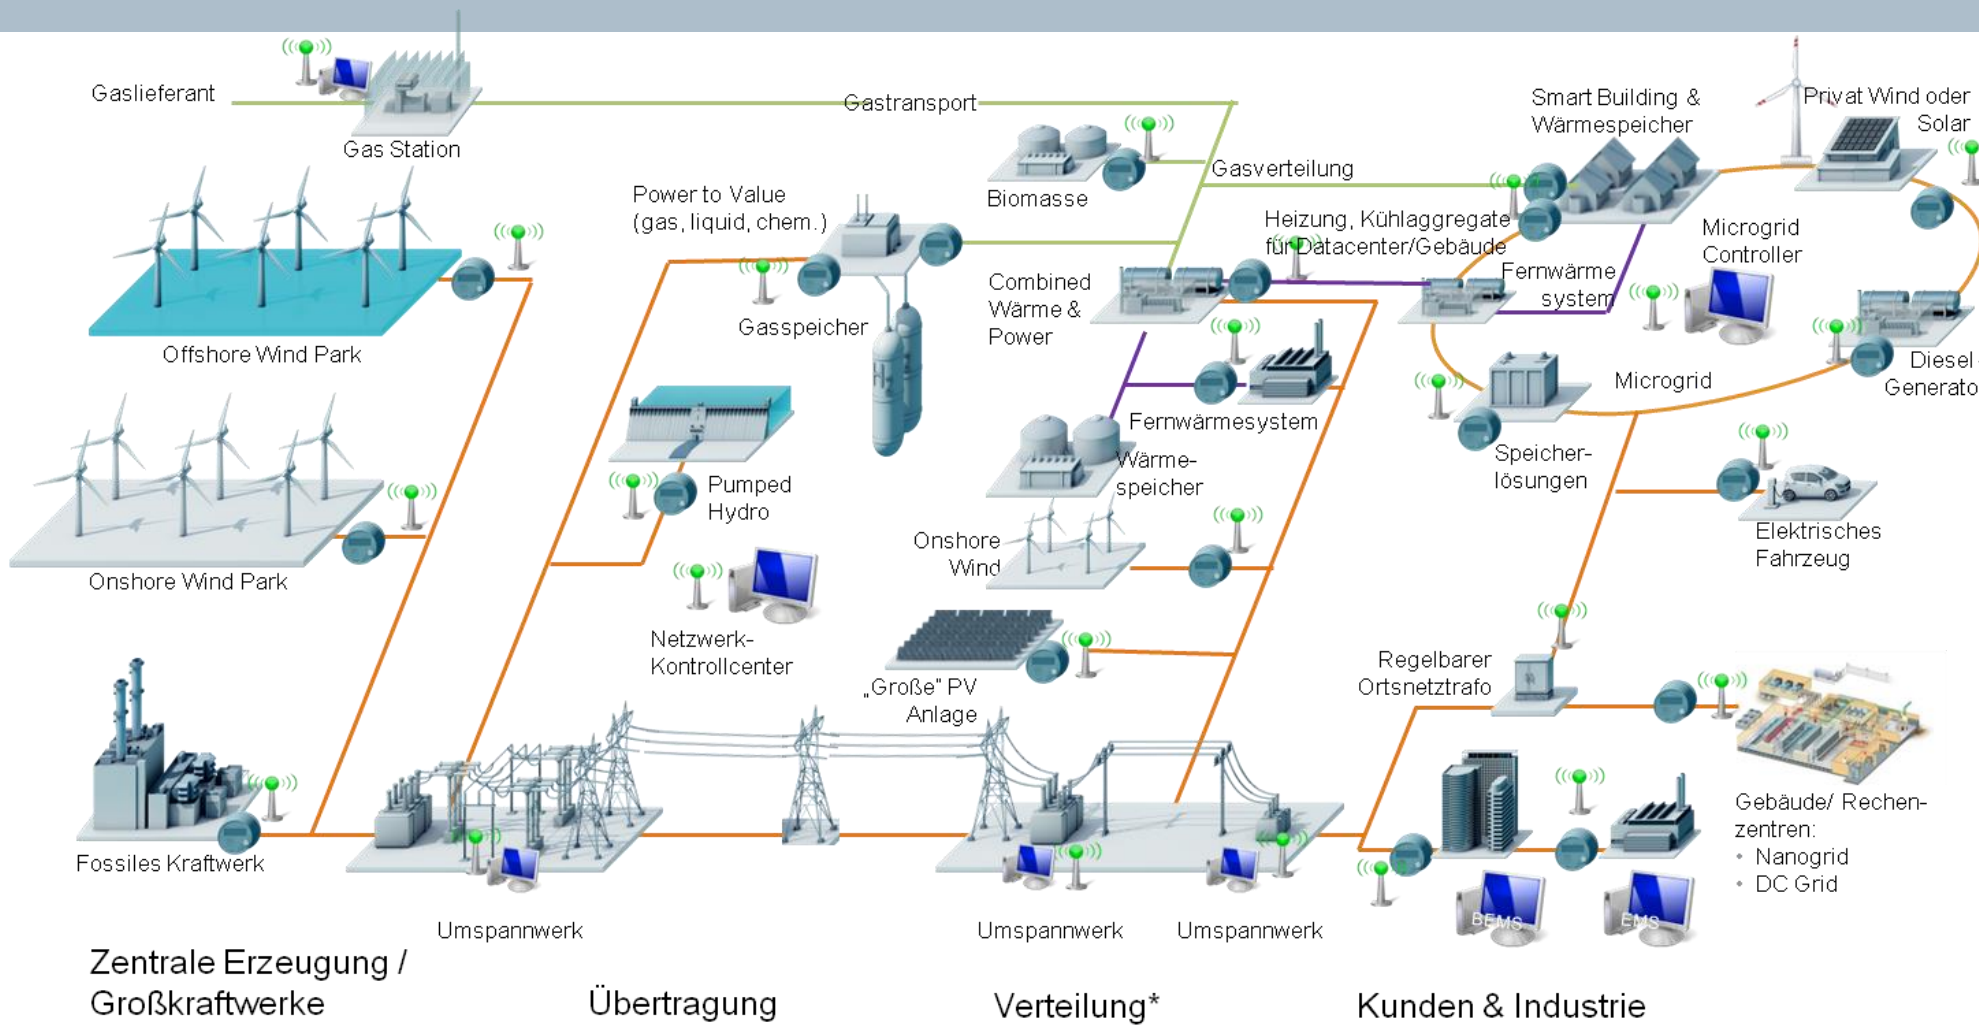 Gaslieferant
Gas Station
Gastransport
Biomasse
Gasverteilung
Smart Building &
Wärmespeicher
Privat Wind oder
Solar
Power to Value
(gas, liquid, chem.)
Gasspeicher
Heizung, Kühlaggregate
für Datacenter/Gebäude
Combined
Wärme &
Power
Fernwärme
system
Microgrid
Controller
Offshore Wind Park
Diesel
Generato
Microgrid
Fernwärmesystem
Wärme-
speicher
Speicher-
lösungen
Pumped
Hydro
Onshore
Wind
Elektrisches
Fahrzeug
Onshore Wind Park
Netzwerk-
Kontrollcenter
„Große" PV
Anlage
Regelbarer
Ortsnetztrafo
Fossiles Kraftwerk
Gebäude/ Rechen-
zentren:
• Nanogrid
• DC Grid
BEMS
EMS
Umspannwerk
Umspannwerk
Umspannwerk
Zentrale Erzeugung /
Großkraftwerke
Übertragung
Verteilung*
Kunden & Industrie